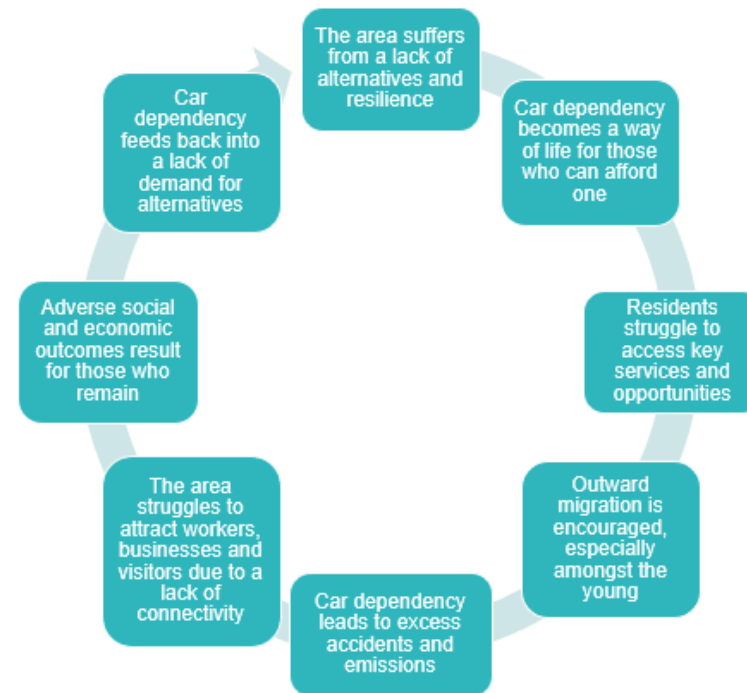 The area suffers
from a lack of
alternatives and
resilience
Car dependency
becomes a way
of life for those
who can afford
one
Residents
struggle to
access key
services and
opportunities
Outward
migration is
encouraged,
especially
amongst the
young
Car dependency
leads to excess
accidents and
emissions
The area
struggles to
attract workers,
businesses and
visitors due to a
lack of
connectivity
Adverse social
and economic
outcomes result
for those who
remain
Car
dependency
feeds back into
a lack of
demand for
alternatives